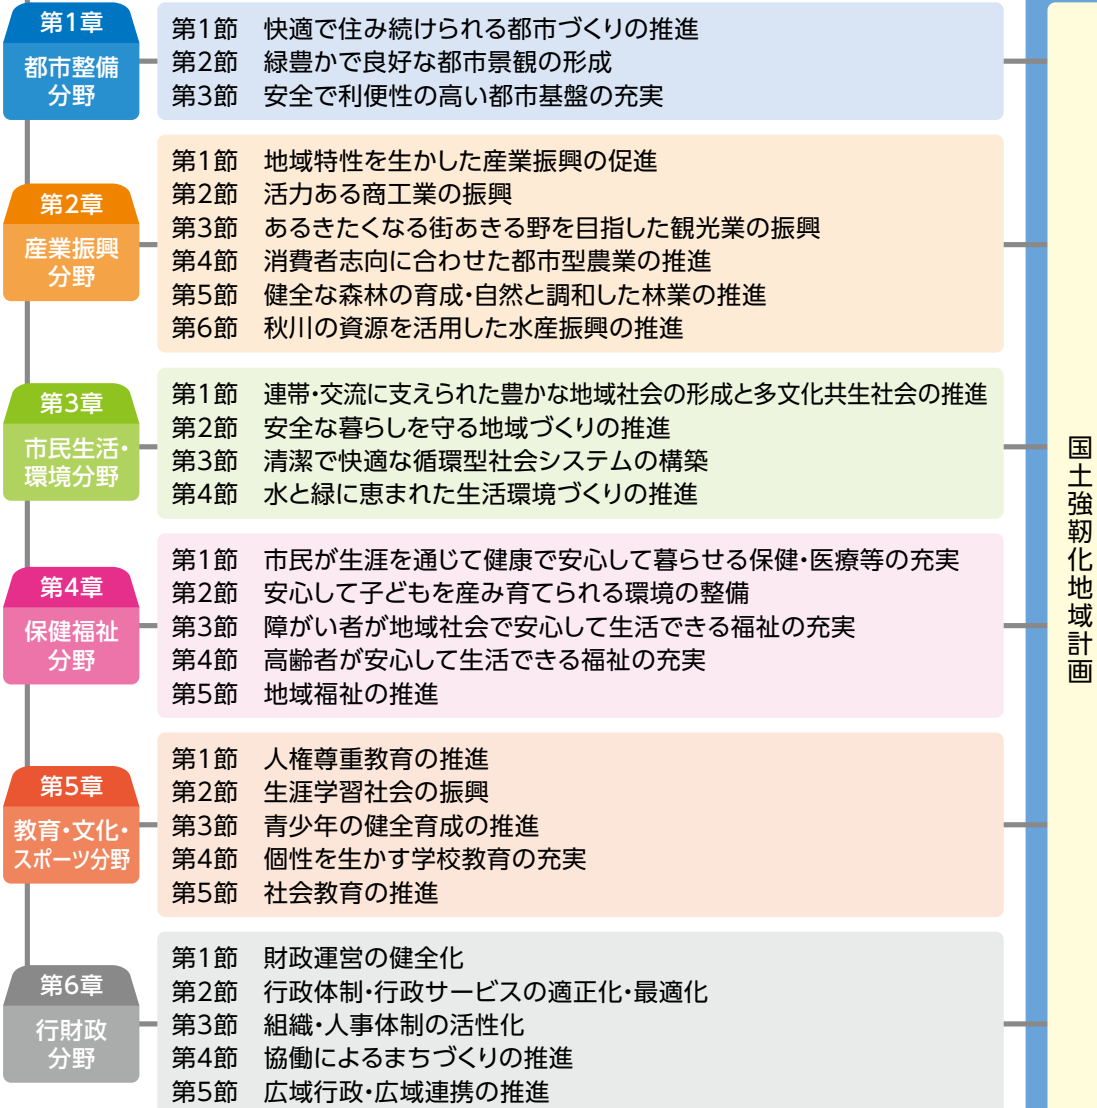 第1章
都市整備
分野
第1節 快適で住み続けられる都市づくりの推進
第2節 緑豊かで良好な都市景観の形成
第3節 安全で利便性の高い都市基盤の充実
第2章
産業振興
分野
第1節 地域特性を生かした産業振興の促進
第2節 活力ある商工業の振興
第3節 あるきたくなる街あきる野を目指した観光業の振興
第4節 消費者志向に合わせた都市型農業の推進
第5節 健全な森林の育成・自然と調和した林業の推進
第6節 秋川の資源を活用した水産振興の推進
第3章
市民生活・
環境分野
第1節 連帯・交流に支えられた豊かな地域社会の形成と多文化共生社会の推進
第2節 安全な暮らしを守る地域づくりの推進
第3節 清潔で快適な循環型社会システムの構築
第4節 水と緑に恵まれた生活環境づくりの推進
第4章
保健福祉
分野
第1節 市民が生涯を通じて健康で安心して暮らせる保健・医療等の充実
第2節 安心して子どもを産み育てられる環境の整備
第3節 障がい者が地域社会で安心して生活できる福祉の充実
第4節 高齢者が安心して生活できる福祉の充実
第5節 地域福祉の推進
第5章
教育・文化・
スポーツ分野
第1節 人権尊重教育の推進
第2節 生涯学習社会の振興
第3節 青少年の健全育成の推進
第4節 個性を生かす学校教育の充実
第5節 社会教育の推進
第6章
行財政
分野
第1節 財政運営の健全化
第2節 行政体制・行政サービスの適正化・最適化
第3節 組織・人事体制の活性化
第4節 協働によるまちづくりの推進
第5節 広域行政・広域連携の推進
国土強靭化地域計画